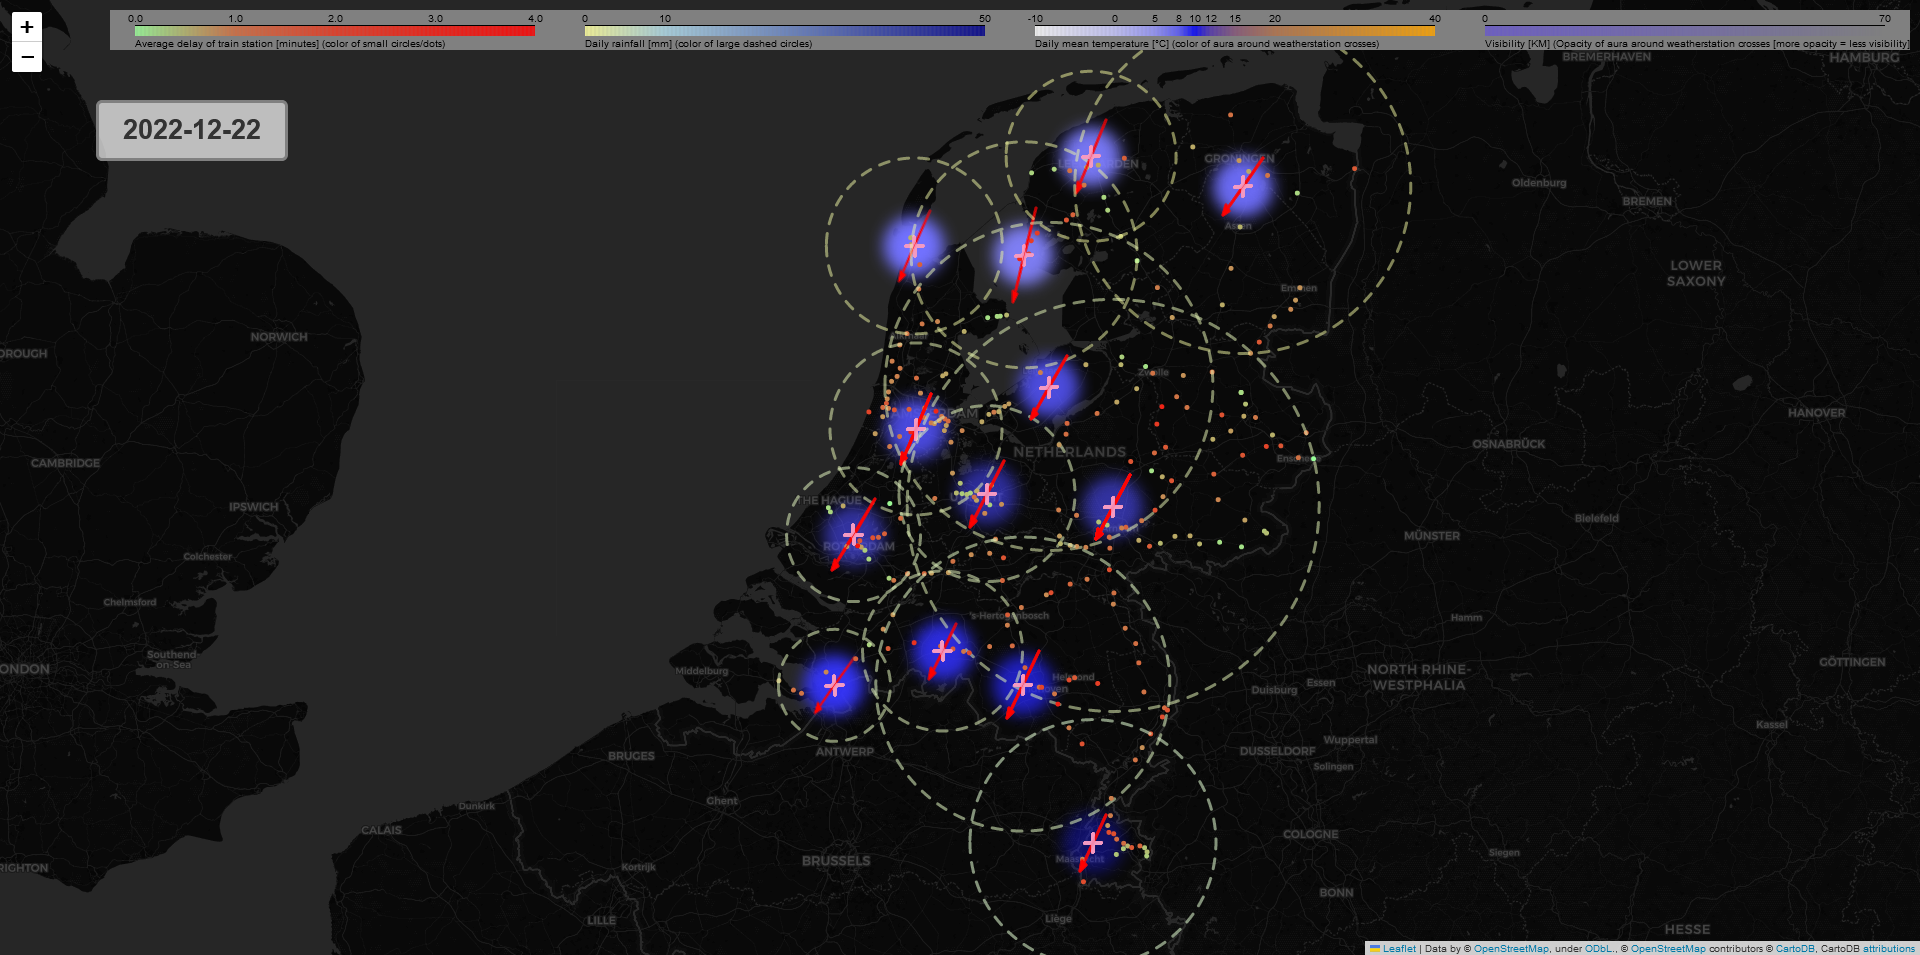 +
−
0.0 1.0 2.0 3.0 4.0
Average delay of train station [minutes] (color of small circles/dots)
0 10 50
Daily rainfall [mm] (color of large dashed circles)
-10 0 5 8 10 12 15 20 40
Daily mean temperature [°C] (color of aura around weatherstation crosses)
0 70
Visibility [KM] (Opacity of aura around weatherstation crosses [more opacity = less visibility]
2022-12-22
BREMERHAVEN
HAMBURG
GRONINGEN
Oldenburg
BREMEN
Assen
LOWER
SAXONY
Emmen
NORWICH
OROUGH
Zwolle
HANOVER
NETHERLANDS
OSNABRÜCK
CAMBRIDGE
Enschede
THE HAGUE
IPSWICH
Bielefeld
MÜNSTER
Colchester
Chelmsford
's-Hertogenbosch
Hamm
Southend
-on-Sea
ONDON
Middelburg
Helmond
NORTH RHINE-
WESTPHALIA
GÖTTINGEN
Essen
Duisburg
Kassel
BRUGES
ANTWERP
DUSSELDORF
Wuppertal
Solingen
Ghent
Dunkirk
CALAIS
COLOGNE
BRUSSELS
Maastricht
Siegen
RIGHTON
Kortrijk
BONN
LILLE
Liège
HESSE
Leaflet | Data by © OpenStreetMap, under ODbL., © OpenStreetMap contributors © CartoDB, CartoDB attributions